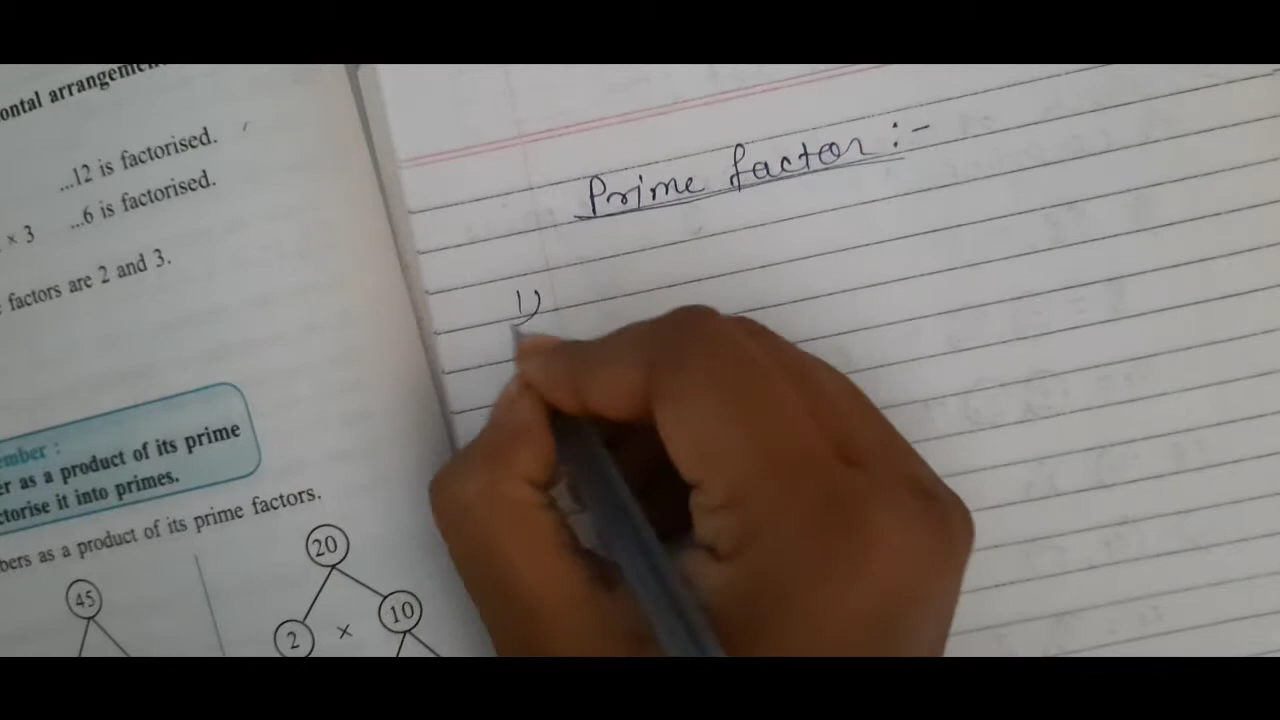 ontal arrangement
...12 is factorised.
× 3 ...6 is factorised.
factors are 2 and 3.
mber :
er as a product of its prime
ctorise it into primes.
bers as a product of its prime factors.
45
20
2 × 10
Prime factor :-
1)